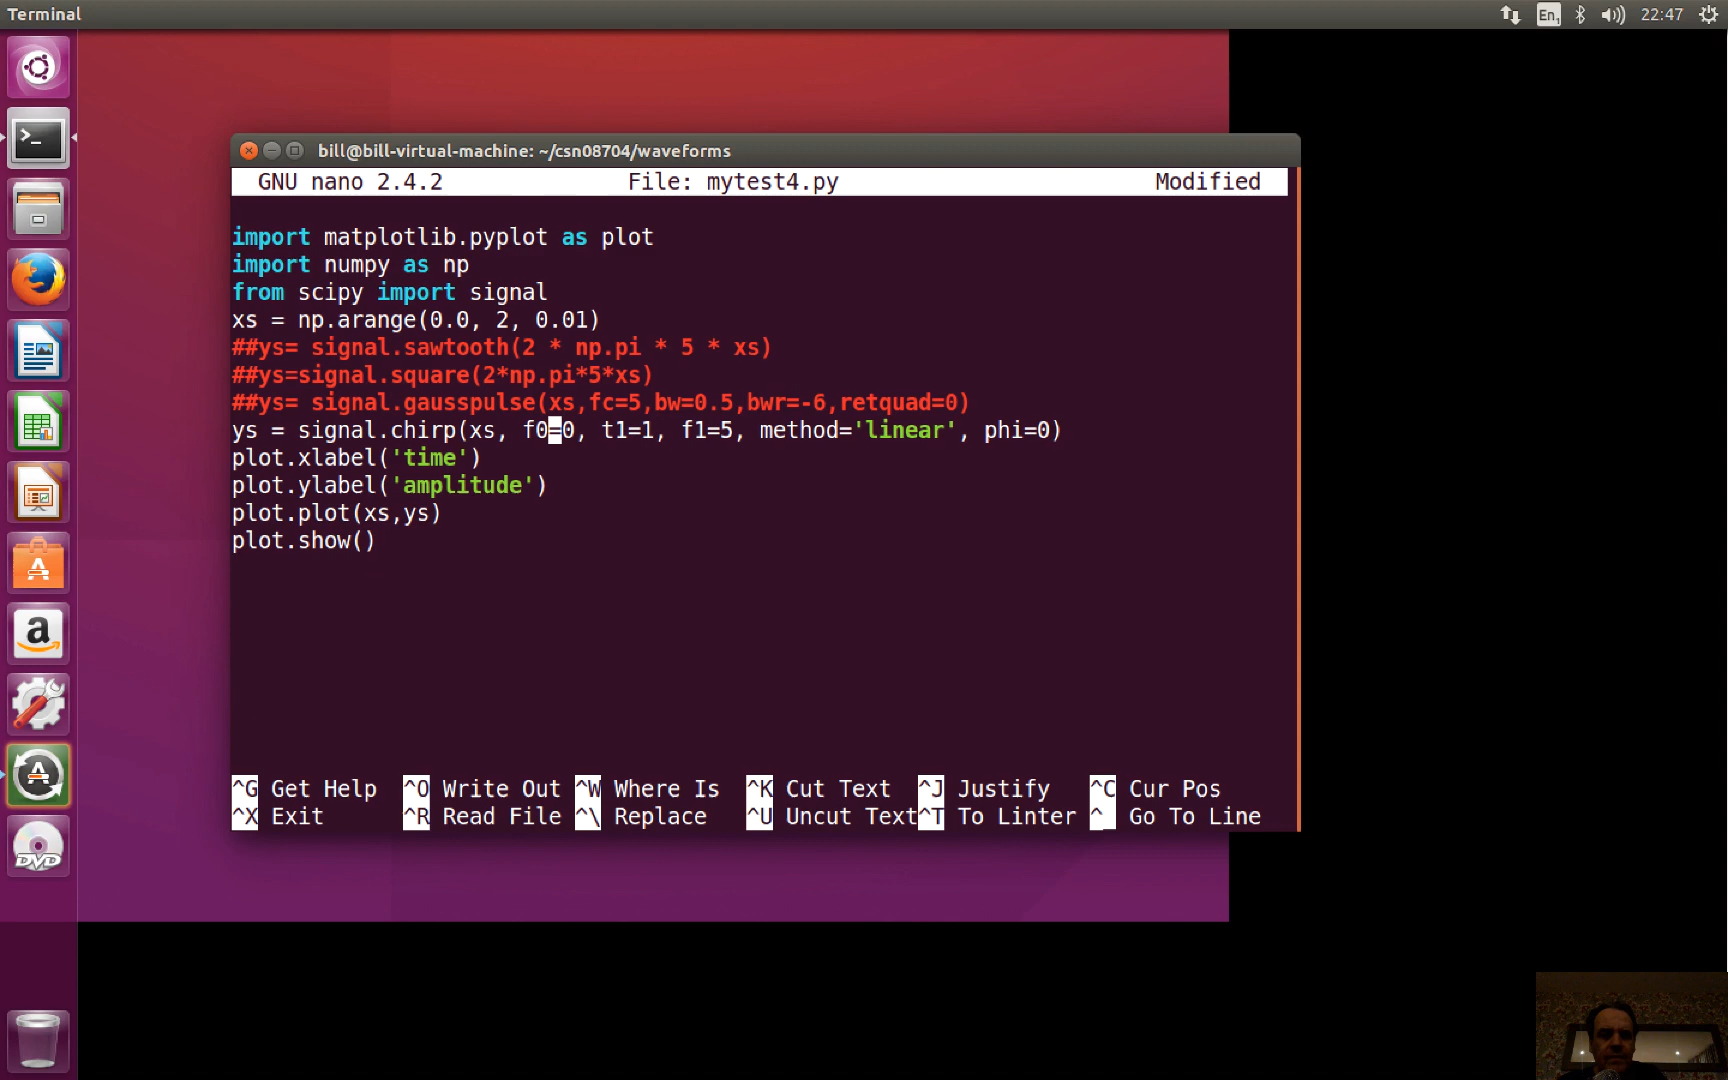 Terminal
En1
22:47
bill@bill-virtual-machine: ~/csn08704/waveforms
GNU nano 2.4.2 File: mytest4.py Modified
import matplotlib.pyplot as plot
import numpy as np
from scipy import signal
xs = np.arange(0.0, 2, 0.01)
##ys= signal.sawtooth(2 * np.pi * 5 * xs)
##ys=signal.square(2*np.pi*5*xs)
##ys= signal.gausspulse(xs,fc=5,bw=0.5,bwr=-6,retquad=0)
ys = signal.chirp(xs, f0=0, t1=1, f1=5, method='linear', phi=0)
plot.xlabel('time')
plot.ylabel('amplitude')
plot.plot(xs,ys)
plot.show()
^G Get Help ^O Write Out ^W Where Is ^K Cut Text ^J Justify ^C Cur Pos
^X Exit ^R Read File ^\ Replace ^U Uncut Text^T To Linter ^_ Go To Line
>_
a
DVD